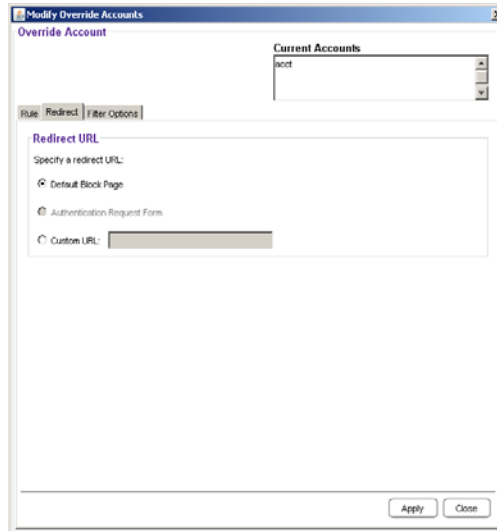 Modify Override Accounts
Override Account
Current Accounts
acct
Rule Redirect Filter Options
Redirect URL
Specify a redirect URL:
Default Block Page
Authentication Request Form
Custom URL:
Apply Close